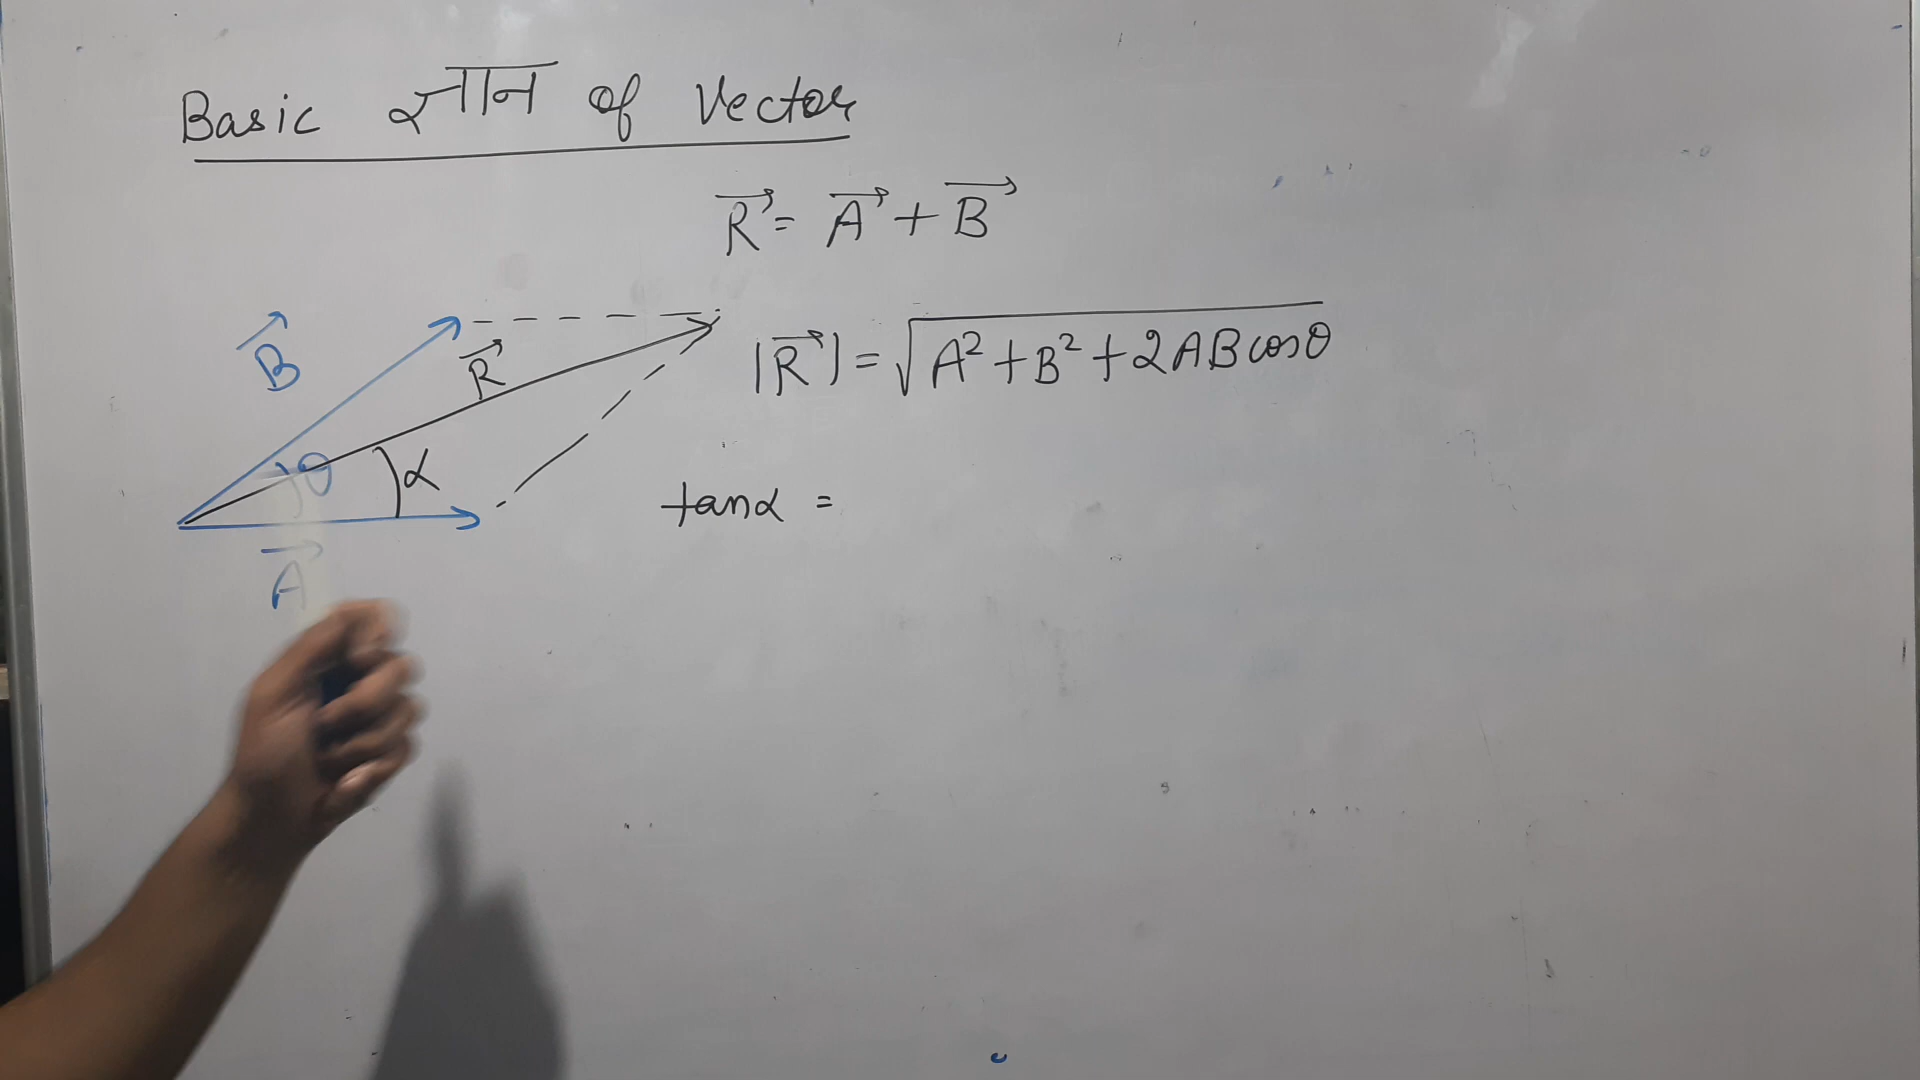 Basic ज्ञान of Vector
R⃗ = A⃗ + B⃗
B⃗
R⃗
|R⃗| = √(A² + B² + 2AB cosθ)
θ
α
tanα =
A⃗